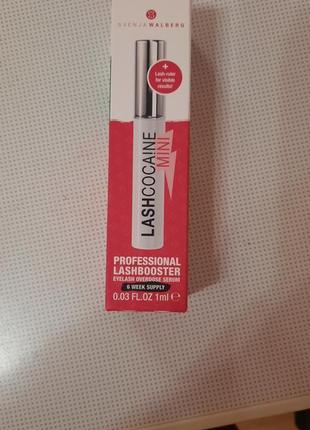 SVENJA WALBERG
+
Lash-ruler
for visible
results!
LASHCOCAINE
MINI
PROFESSIONAL
LASHBOOSTER
EYELASH OVERDOSE SERUM
6 WEEK SUPPLY
0.03 FL.OZ 1ml ℮